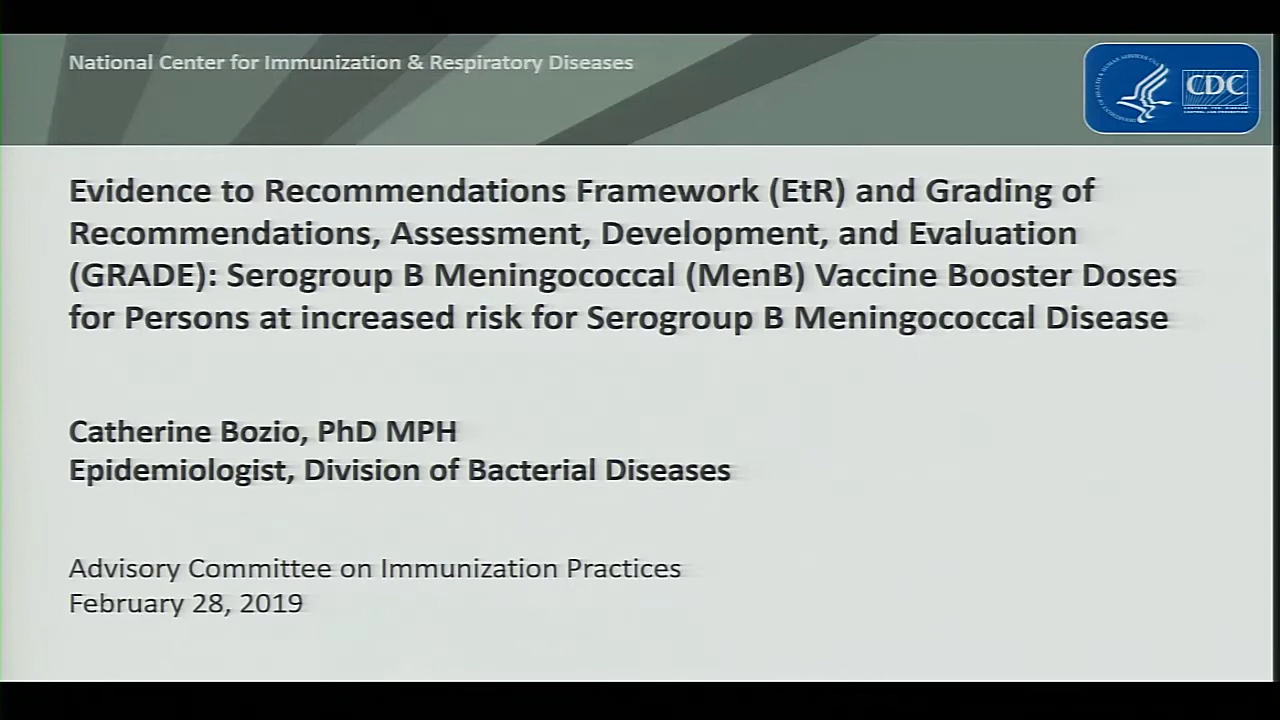 National Center for Immunization & Respiratory Diseases
CDC
Evidence to Recommendations Framework (EtR) and Grading of
Recommendations, Assessment, Development, and Evaluation
(GRADE): Serogroup B Meningococcal (MenB) Vaccine Booster Doses
for Persons at increased risk for Serogroup B Meningococcal Disease
Catherine Bozio, PhD MPH
Epidemiologist, Division of Bacterial Diseases
Advisory Committee on Immunization Practices
February 28, 2019